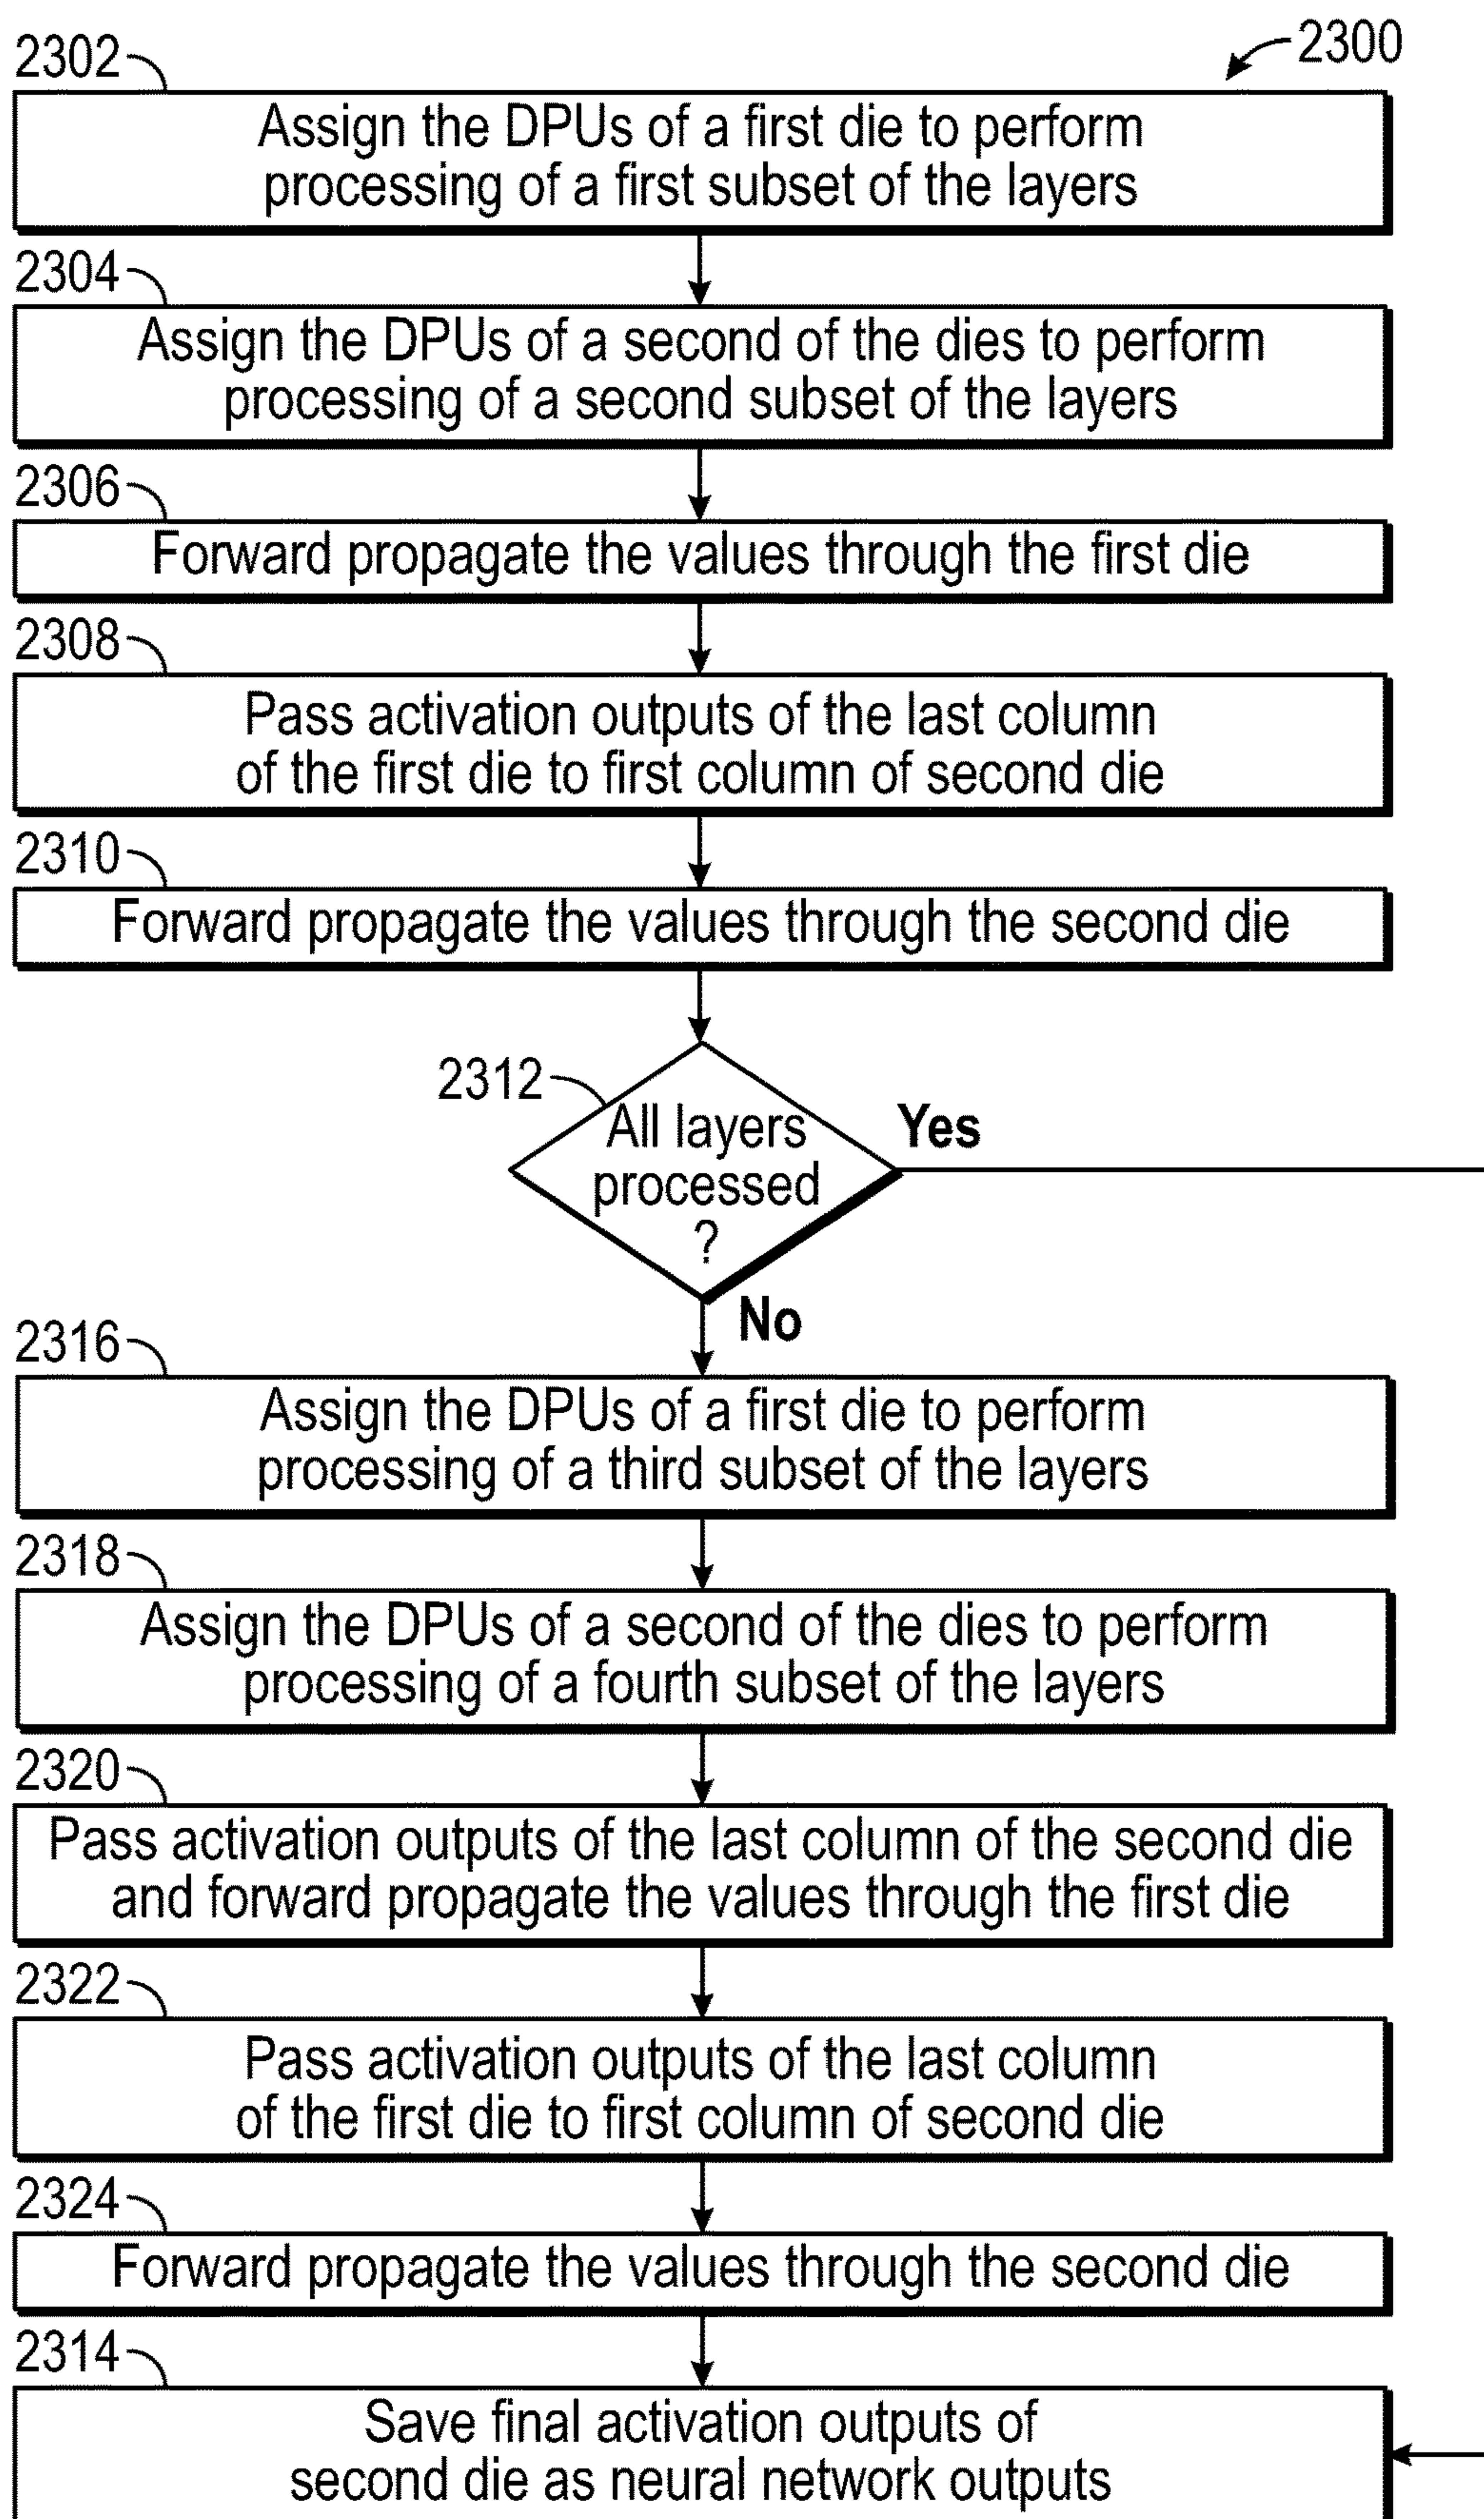 2300
2302
Assign the DPUs of a first die to perform
processing of a first subset of the layers
2304
Assign the DPUs of a second of the dies to perform
processing of a second subset of the layers
2306
Forward propagate the values through the first die
2308
Pass activation outputs of the last column
of the first die to first column of second die
2310
Forward propagate the values through the second die
2312
All layers
processed
?
Yes
No
2316
Assign the DPUs of a first die to perform
processing of a third subset of the layers
2318
Assign the DPUs of a second of the dies to perform
processing of a fourth subset of the layers
2320
Pass activation outputs of the last column of the second die
and forward propagate the values through the first die
2322
Pass activation outputs of the last column
of the first die to first column of second die
2324
Forward propagate the values through the second die
2314
Save final activation outputs of
second die as neural network outputs